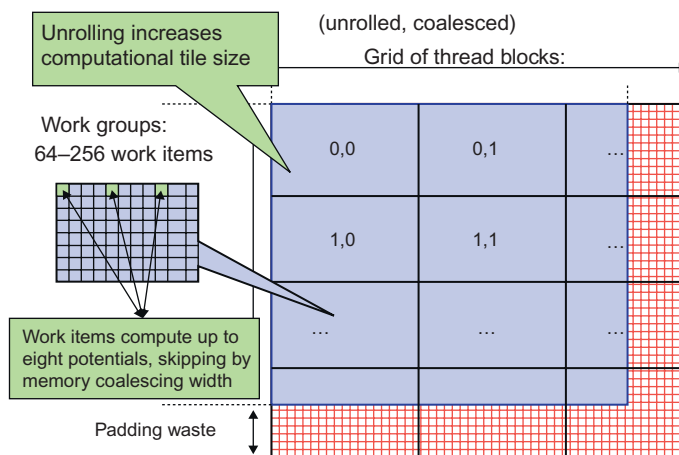 (unrolled, coalesced)
Grid of thread blocks:
Unrolling increases
computational tile size
Work groups:
64–256 work items
0,0 0,1 ...
1,0 1,1 ...
... ... ...
Work items compute up to
eight potentials, skipping by
memory coalescing width
Padding waste